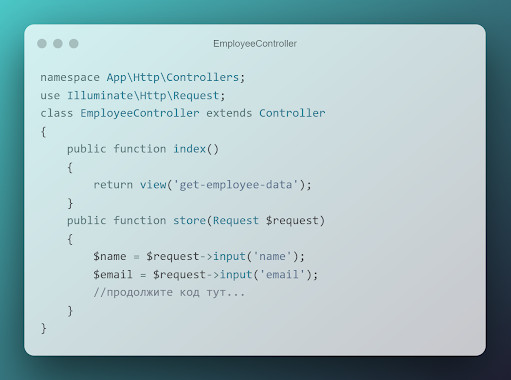 EmployeeController
namespace App\Http\Controllers;
use Illuminate\Http\Request;
class EmployeeController extends Controller
{
    public function index()
    {
        return view('get-employee-data');
    }
    public function store(Request $request)
    {
        $name = $request->input('name');
        $email = $request->input('email');
        //продолжите код тут...
    }
}